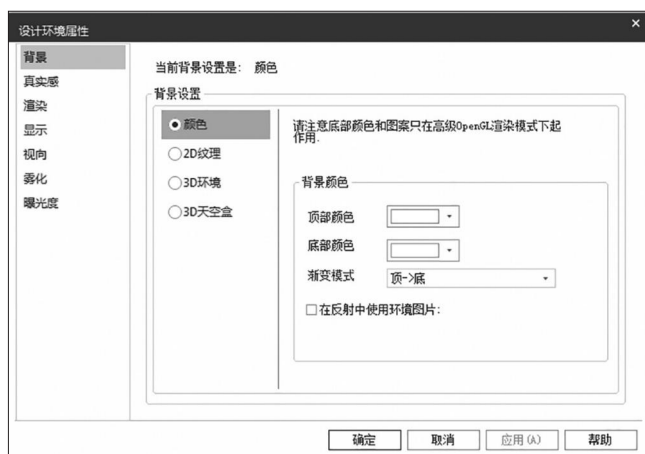 设计环境属性
×
背景
真实感
渲染
显示
视向
雾化
曝光度
当前背景设置是： 颜色
背景设置
颜色
2D纹理
3D环境
3D天空盒
请注意底部颜色和图案只在高级OpenGL渲染模式下起
作用.
背景颜色
顶部颜色
底部颜色
渐变模式 顶->底
在反射中使用环境图片:
确定 取消 应用(A) 帮助